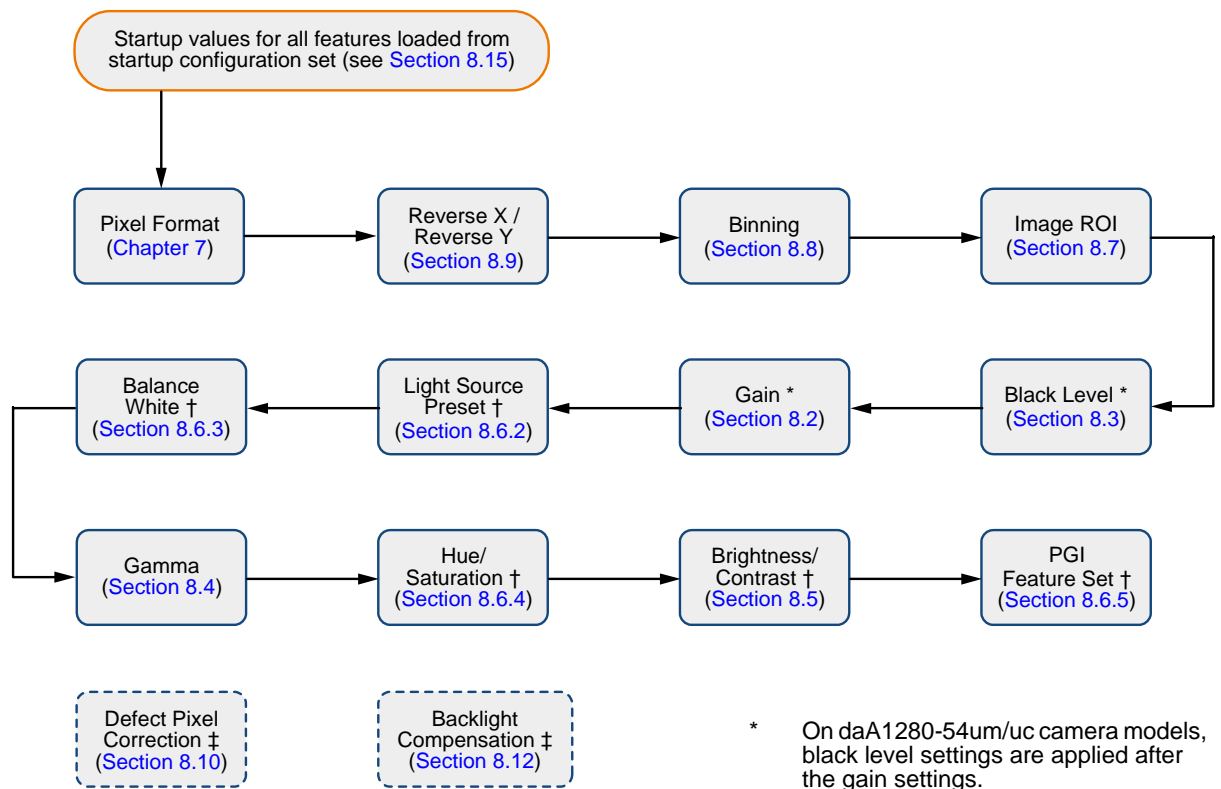 Startup values for all features loaded from
startup configuration set (see Section 8.15)
Pixel Format
(Chapter 7)
Reverse X /
Reverse Y
(Section 8.9)
Binning
(Section 8.8)
Image ROI
(Section 8.7)
Balance
White †
(Section 8.6.3)
Light Source
Preset †
(Section 8.6.2)
Gain *
(Section 8.2)
Black Level *
(Section 8.3)
Gamma
(Section 8.4)
Hue/
Saturation †
(Section 8.6.4)
Brightness/
Contrast †
(Section 8.5)
PGI
Feature Set †
(Section 8.6.5)
Defect Pixel
Correction ‡
(Section 8.10)
Backlight
Compensation ‡
(Section 8.12)
* On daA1280-54um/uc camera models,
black level settings are applied after
the gain settings.